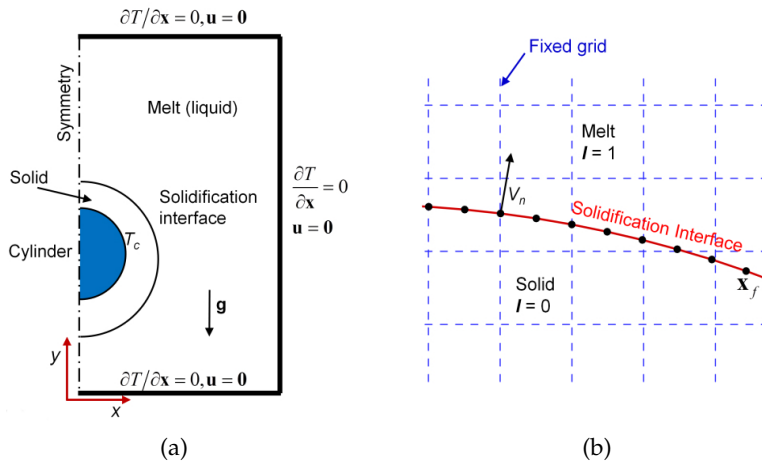 ∂T/∂x = 0, u = 0
Symmetry
Melt (liquid)
Solid
Solidification
interface
∂T/∂x = 0
u = 0
Cylinder
T_c
g
y
∂T/∂x = 0, u = 0
x
(a)
Fixed grid
Melt
I = 1
V_n
Solidification Interface
Solid
I = 0
x_f
(b)